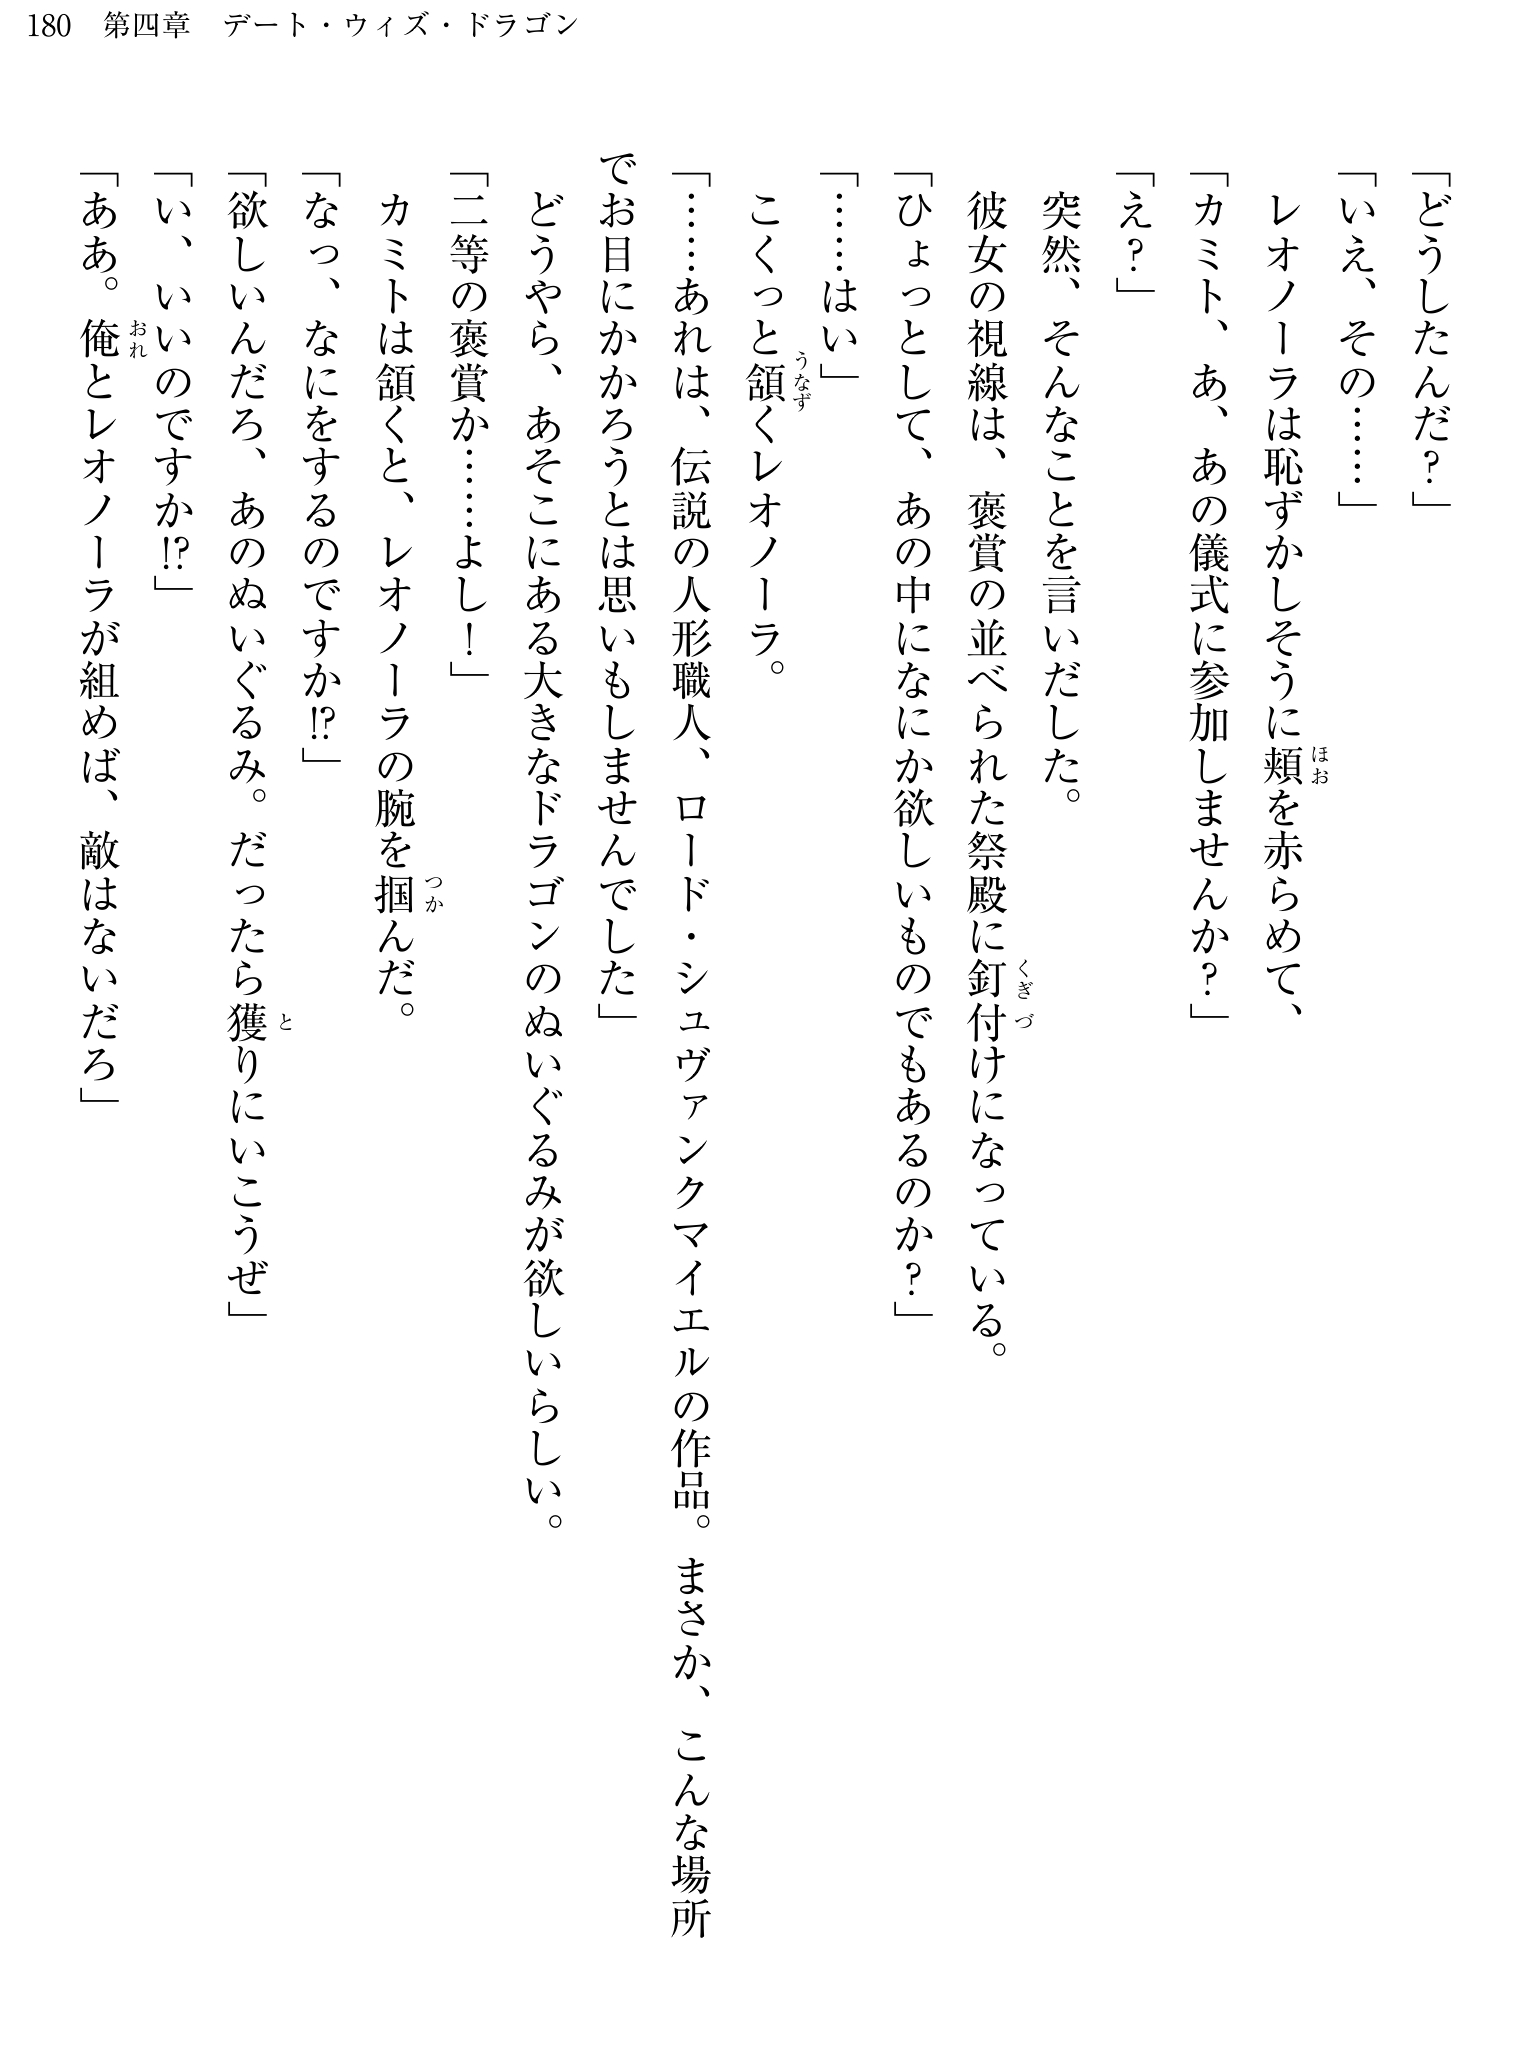 180　第四章　デート・ウィズ・ドラゴン
「どうしたんだ？」
「いえ、その……」
　レオノーラは恥ずかしそうに頬を赤らめて、
「カミト、あ、あの儀式に参加しませんか？」
「え？」
　突然、そんなことを言いだした。
　彼女の視線は、褒賞の並べられた祭殿に釘付けになっている。
「ひょっとして、あの中になにか欲しいものでもあるのか？」
「……はい」
　こくっと頷くレオノーラ。
「……あれは、伝説の人形職人、ロード・シュヴァンクマイエルの作品。まさか、こんな場所
でお目にかかろうとは思いもしませんでした」
　どうやら、あそこにある大きなドラゴンのぬいぐるみが欲しいらしい。
「二等の褒賞か……よし！」
　カミトは頷くと、レオノーラの腕を掴んだ。
「なっ、なにをするのですか!?」
「欲しいんだろ、あのぬいぐるみ。だったら獲りにいこうぜ」
「い、いいのですか!?」
「ああ。俺とレオノーラが組めば、敵はないだろ」